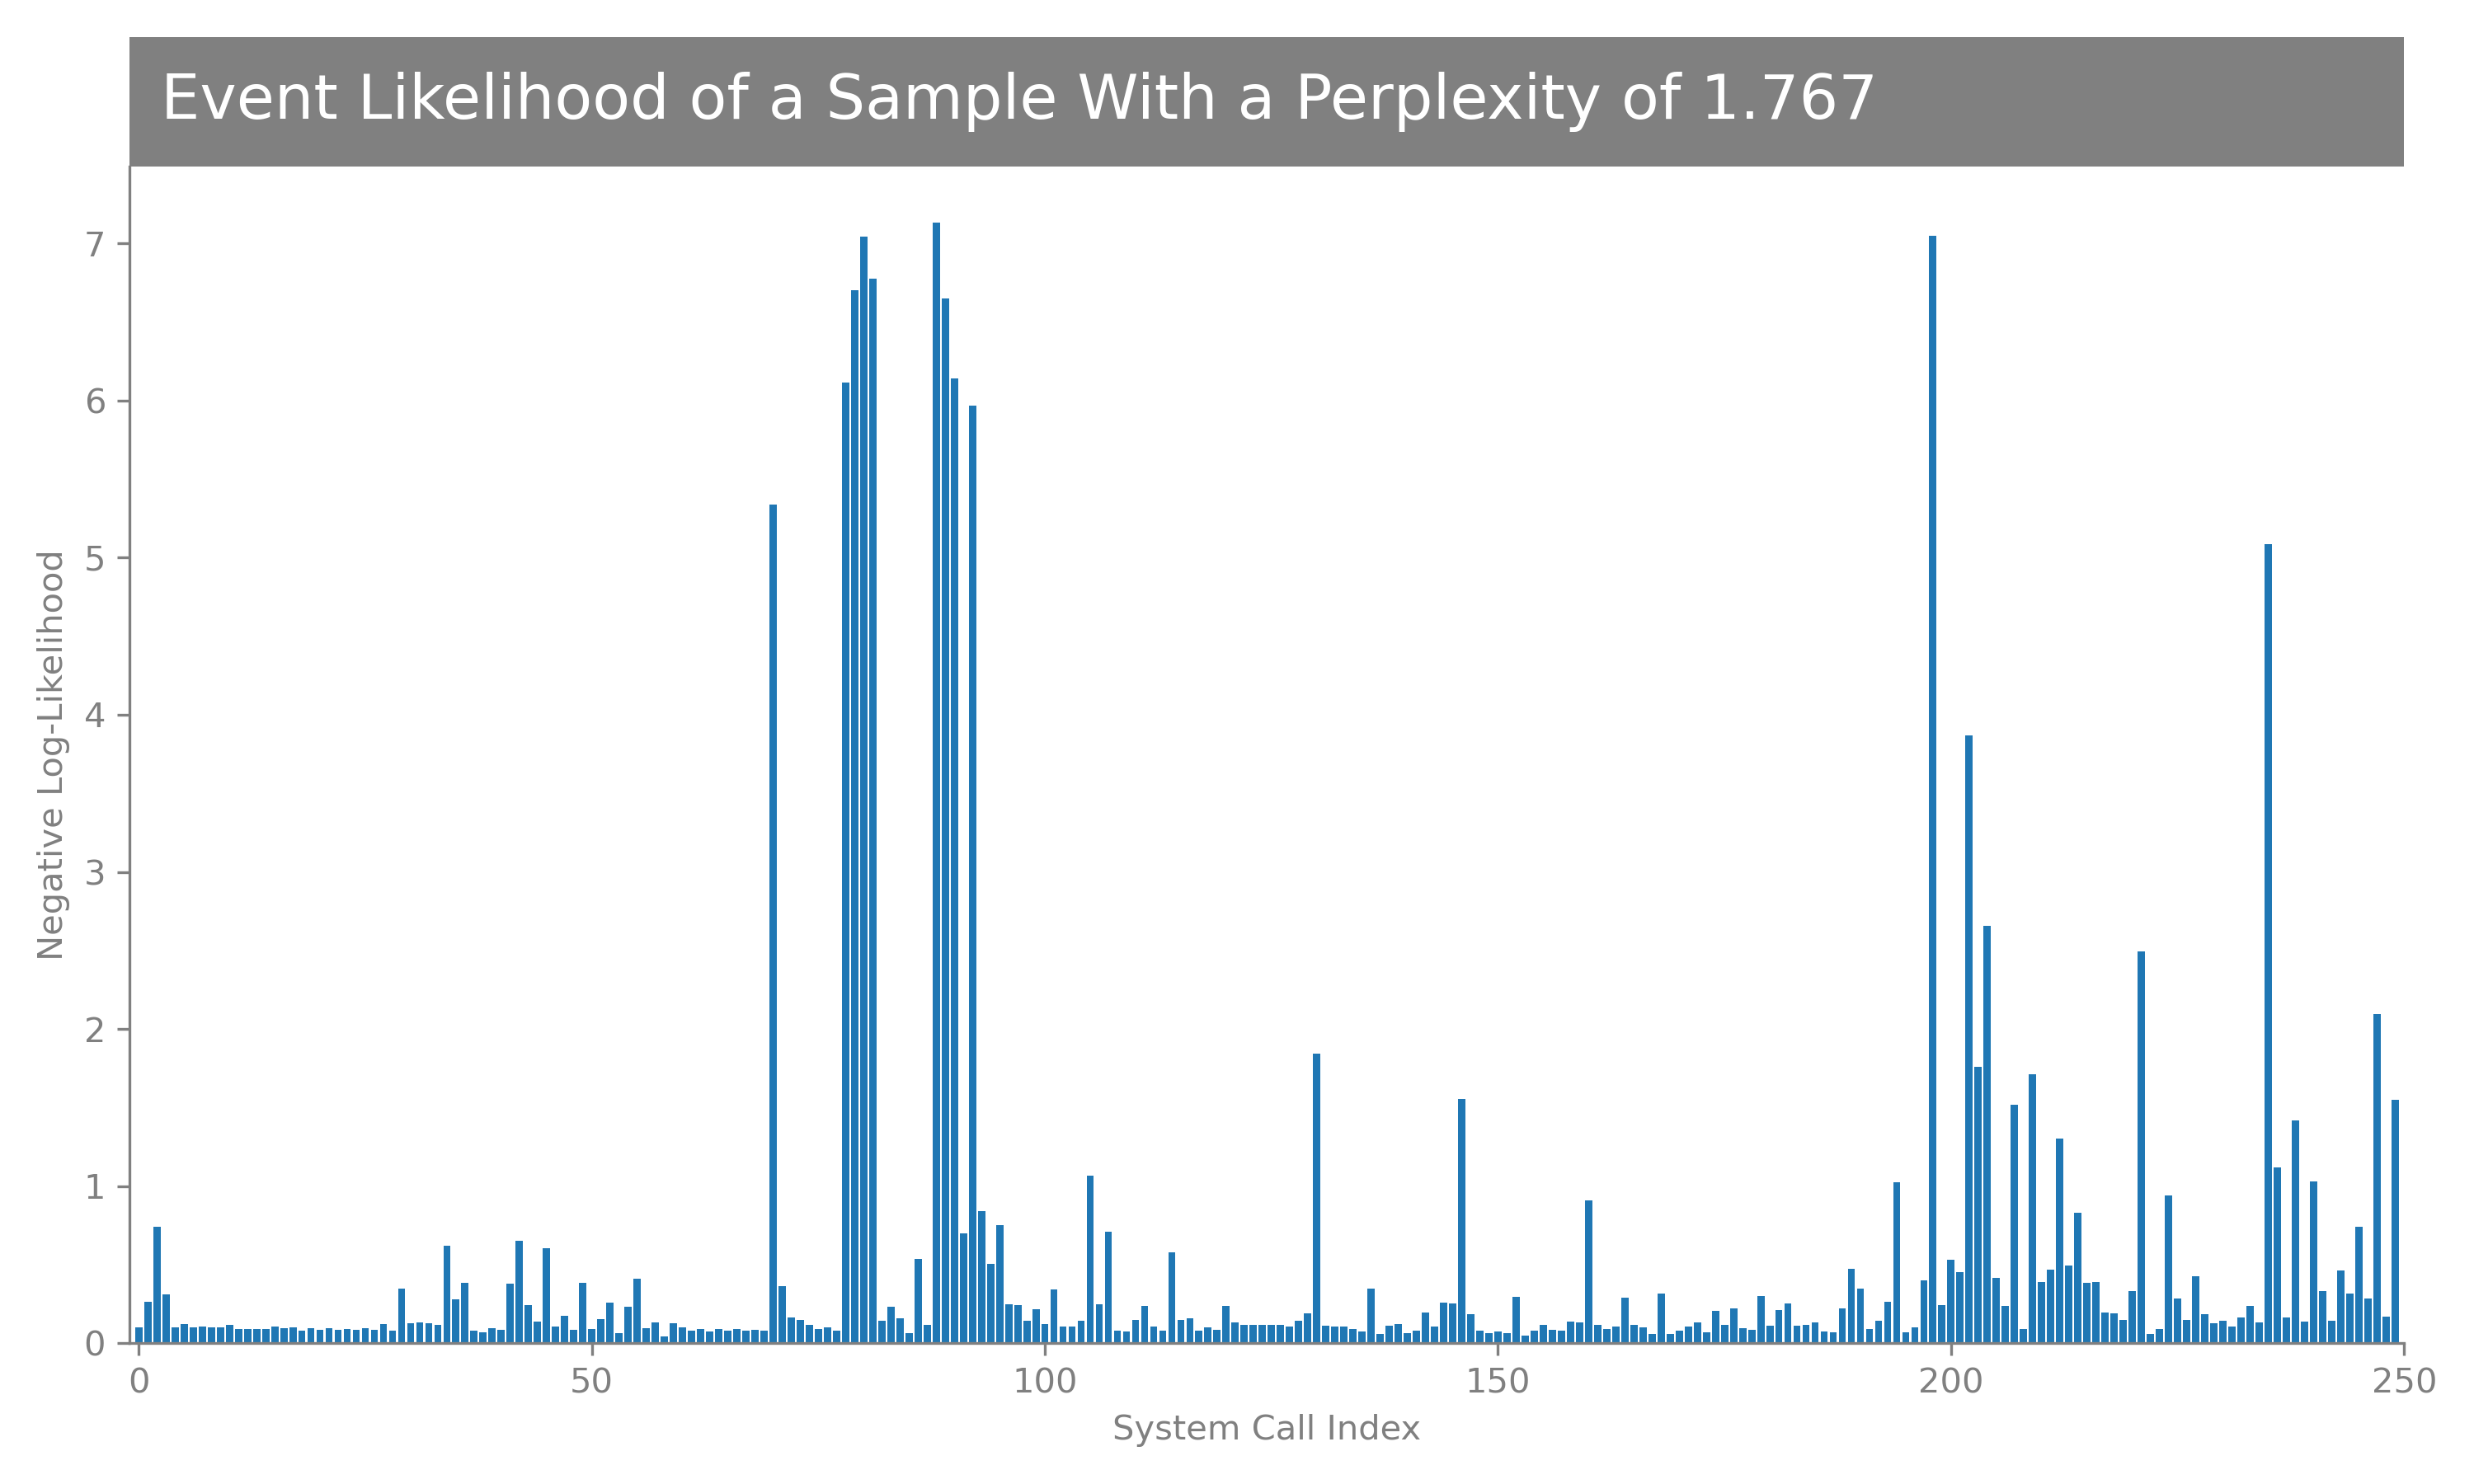 Event Likelihood of a Sample With a Perplexity of 1.767
Negative Log-Likelihood
7
6
5
4
3
2
1
0
0 50 100 150 200 250
System Call Index